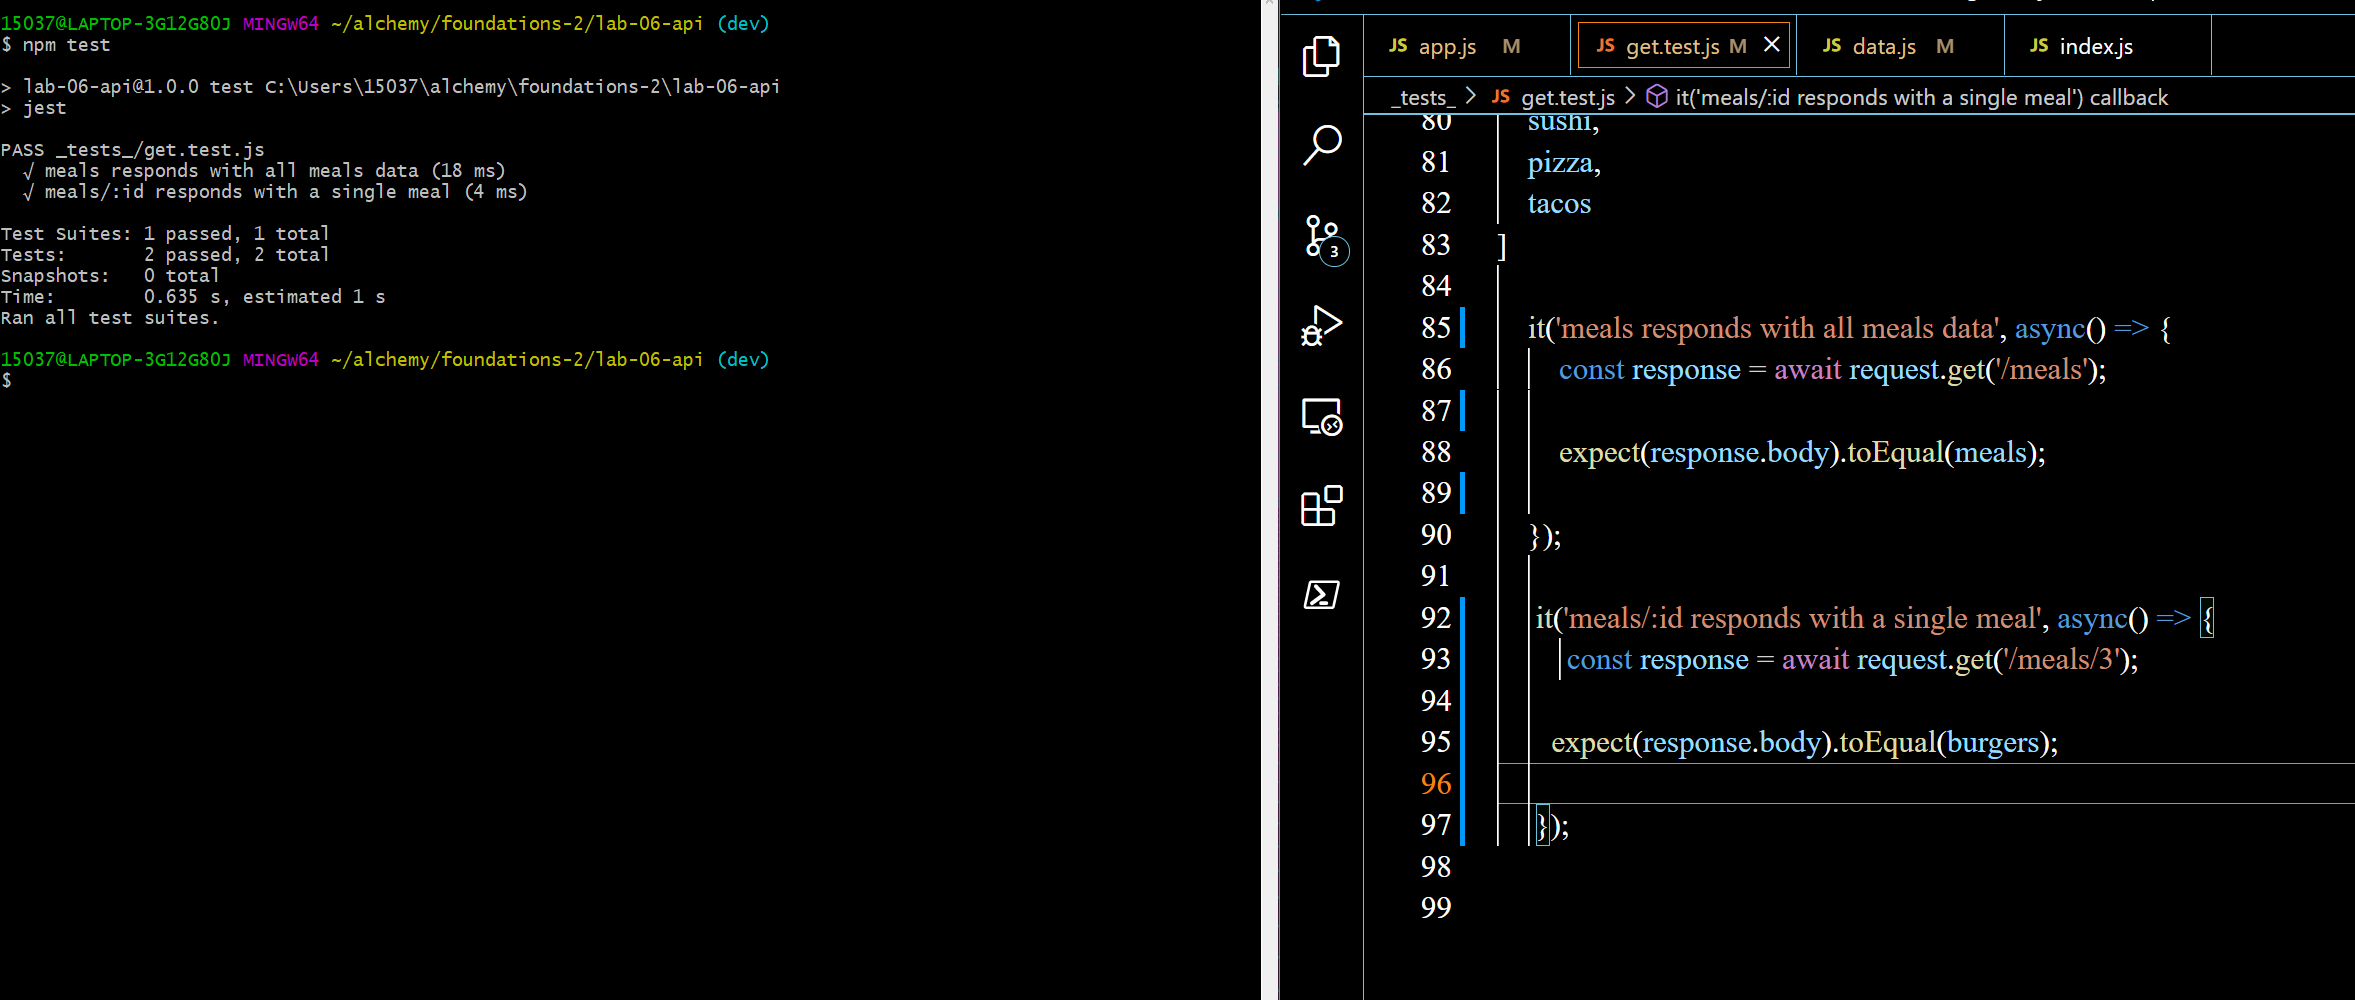 15037@LAPTOP-3G12G80J MINGW64 ~/alchemy/foundations-2/lab-06-api (dev)
$ npm test
> lab-06-api@1.0.0 test C:\Users\15037\alchemy\foundations-2\lab-06-api
> jest
PASS _tests_/get.test.js
√ meals responds with all meals data (18 ms)
√ meals/:id responds with a single meal (4 ms)
Test Suites: 1 passed, 1 total
Tests: 2 passed, 2 total
Snapshots: 0 total
Time: 0.635 s, estimated 1 s
Ran all test suites.
15037@LAPTOP-3G12G80J MINGW64 ~/alchemy/foundations-2/lab-06-api (dev)
$
JS app.js M JS get.test.js M JS data.js M JS index.js
_tests_ > JS get.test.js > it('meals/:id responds with a single meal') callback
3
80 sushi,
81 pizza,
82 tacos
83 ]
84
85 it('meals responds with all meals data', async() => {
86 const response = await request.get('/meals');
87
88 expect(response.body).toEqual(meals);
89
90 });
91
92 it('meals/:id responds with a single meal', async() => {
93 const response = await request.get('/meals/3');
94
95 expect(response.body).toEqual(burgers);
96
97 });
98
99